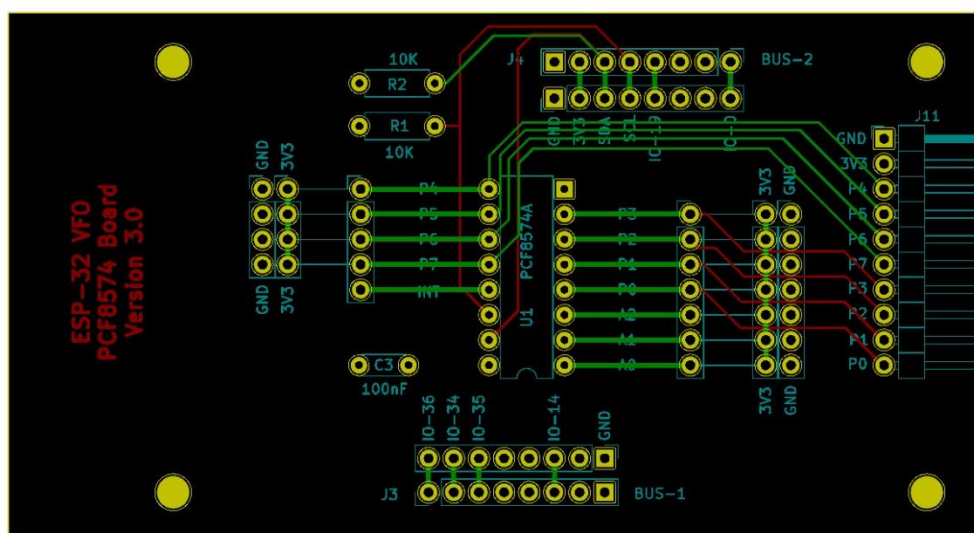 10K
R2
R1
10K
J4
BUS-2
GND
3V3
SDA
SCL
IO-19
IO-0
J11
GND
3V3
P4
P5
P6
P7
P3
P2
P1
P0
GND
3V3
GND
3V3
ESP-32 VFO
PCF8574 Board
Version 3.0
P4
P5
P6
P7
INT
PCF8574A
U1
P3
P2
P1
P0
A2
A1
A0
3V3
GND
3V3
GND
C3
100nF
IO-36
IO-34
IO-35
IO-14
GND
J3
BUS-1